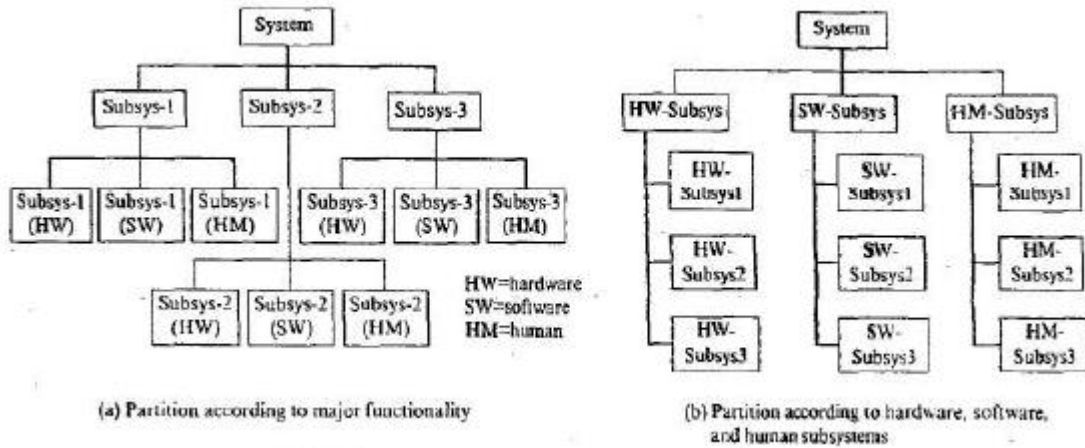 System
Subsys-1
Subsys-2
Subsys-3
Subsys-1
(HW)
Subsys-1
(SW)
Subsys-1
(HM)
Subsys-3
(HW)
Subsys-3
(SW)
Subsys-3
(HM)
Subsys-2
(HW)
Subsys-2
(SW)
Subsys-2
(HM)
HW=hardware
SW=software
HM=human
(a) Partition according to major functionality
System
HW-Subsys
SW-Subsys
HM-Subsys
HW-
Subsys1
SW-
Subsys1
HM-
Subsys1
HW-
Subsys2
SW-
Subsys2
HM-
Subsys2
HW-
Subsys3
SW-
Subsys3
HM-
Subsys3
(b) Partition according to hardware, software,
and human subsystems